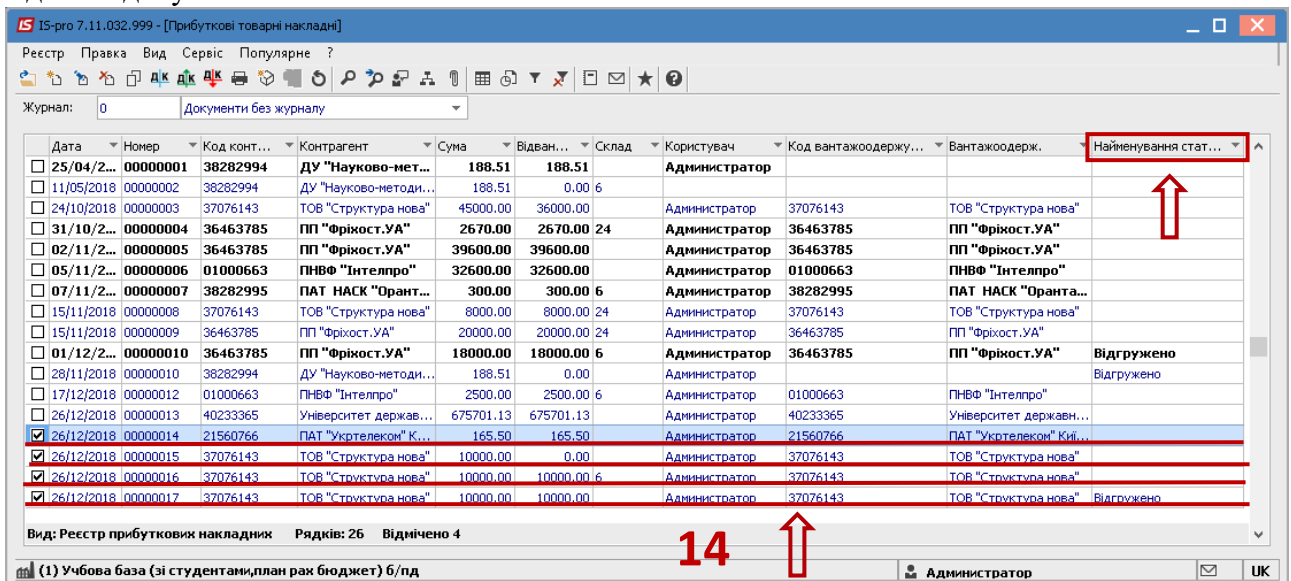 IS-pro 7.11.032.999 - [Прибуткові товарні накладні]
Реєстр Правка Вид Сервіс Популярне ?
Журнал: 0 Документи без журналу
Дата Номер Код конт... Контрагент Сума Відван... Склад Користувач Код вантажоодержу... Вантажоодерж. Найменування стат...
25/04/2... 00000001 38282994 ДУ "Науково-мет... 188.51 188.51 Администратор
11/05/2018 00000002 38282994 ДУ "Науково-методи... 188.51 0.00 6
24/10/2018 00000003 37076143 ТОВ "Структура нова" 45000.00 36000.00 Администратор 37076143 ТОВ "Структура нова"
31/10/2... 00000004 36463785 ПП "Фріхост.УА" 2670.00 2670.00 24 Администратор 36463785 ПП "Фріхост.УА"
02/11/2... 00000005 36463785 ПП "Фріхост.УА" 39600.00 39600.00 Администратор 36463785 ПП "Фріхост.УА"
05/11/2... 00000006 01000663 ПНВФ "Інтелпро" 32600.00 32600.00 Администратор 01000663 ПНВФ "Інтелпро"
07/11/2... 00000007 38282995 ПАТ НАСК "Орант... 300.00 300.00 6 Администратор 38282995 ПАТ НАСК "Оранта...
15/11/2018 00000008 37076143 ТОВ "Структура нова" 8000.00 8000.00 24 Администратор 37076143 ТОВ "Структура нова"
15/11/2018 00000009 36463785 ПП "Фріхост.УА" 20000.00 20000.00 24 Администратор 36463785 ПП "Фріхост.УА"
01/12/2... 00000010 36463785 ПП "Фріхост.УА" 18000.00 18000.00 6 Администратор 36463785 ПП "Фріхост.УА" Відгружено
28/11/2018 00000010 38282994 ДУ "Науково-методи... 188.51 0.00 Администратор Відгружено
17/12/2018 00000012 01000663 ПНВФ "Інтелпро" 2500.00 2500.00 6 Администратор 01000663 ПНВФ "Інтелпро"
26/12/2018 00000013 40233365 Університет держав... 675701.13 675701.13 Администратор 40233365 Університет державн...
26/12/2018 00000014 21560766 ПАТ "Укртелеком" К... 165.50 165.50 Администратор 21560766 ПАТ "Укртелеком" Киї...
26/12/2018 00000015 37076143 ТОВ "Структура нова" 10000.00 0.00 Администратор 37076143 ТОВ "Структура нова"
26/12/2018 00000016 37076143 ТОВ "Структура нова" 10000.00 10000.00 6 Администратор 37076143 ТОВ "Структура нова"
26/12/2018 00000017 37076143 ТОВ "Структура нова" 10000.00 10000.00 Администратор 37076143 ТОВ "Структура нова" Відгружено
Вид: Реєстр прибуткових накладних Рядків: 26 Відмічено 4
14
(1) Учбова база (зі студентами,план рах бюджет) б/пд Администратор UK